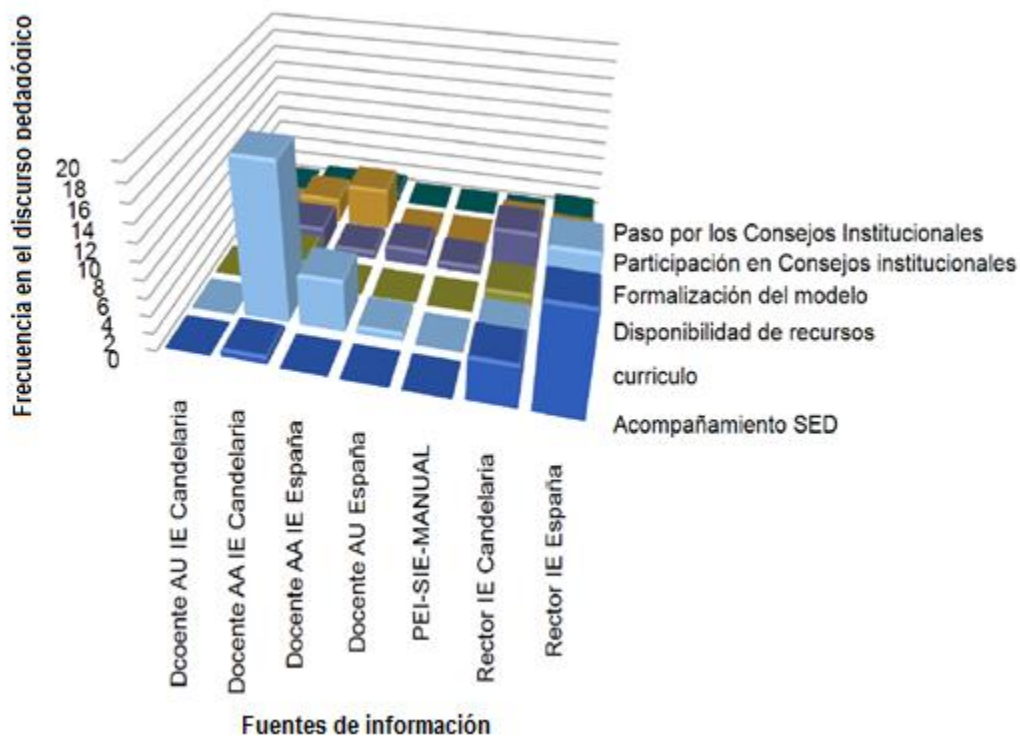 Frecuencia en el discurso pedagógico
20
18
16
14
12
10
8
6
4
2
0
Paso por los Consejos Institucionales
Participación en Consejos institucionales
Formalización del modelo
Disponibilidad de recursos
curriculo
Acompañamiento SED
Dcoente AU IE Candelaria
Docente AA IE Candelaria
Docente AA IE España
Docente AU España
PEI-SIE-MANUAL
Rector IE Candelaria
Rector IE España
Fuentes de información